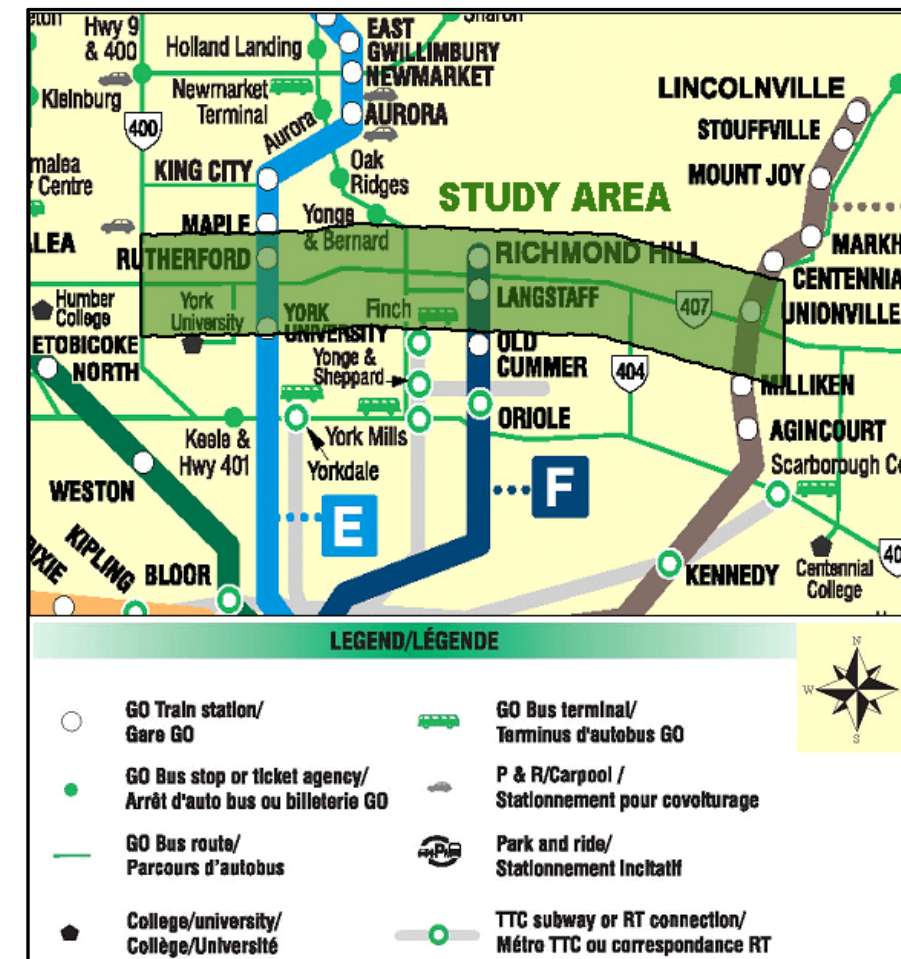 Hwy 9
& 400
Kleinburg
400
Holland Landing
Newmarket
Terminal
Aurora
EAST
GWILLIMBURY
NEWMARKET
AURORA
Sharon
KING CITY
Oak
Ridges
MAPLE
Yonge
& Bernard
STUDY AREA
LINCOLNVILLE
STOUFFVILLE
MOUNT JOY
MARKH
CENTENNIA
UNIONVILLE
RUTHERFORD
RICHMOND HILL
LANGSTAFF
407
Humber
College
York
University
YORK
UNIVERSITY
Finch
Yonge &
Sheppard
OLD
CUMMER
404
MILLIKEN
ETOBICOKE
NORTH
Keele &
Hwy 401
York Mills
Yorkdale
ORIOLE
AGINCOURT
Scarborough Ce
WESTON
E
F
KIPLING
BLOOR
KENNEDY
Centennial
College
LEGEND/LÉGENDE
N
W
S
GO Train station/
Gare GO
GO Bus stop or ticket agency/
Arrêt d'auto bus ou billeterie GO
GO Bus route/
Parcours d'autobus
College/university/
Collège/Université
GO Bus terminal/
Terminus d'autobus GO
P & R/Carpool /
Stationnement pour covolturage
Park and ride/
Stationnement Incitatif
TTC subway or RT connection/
Métro TTC ou correspondance RT